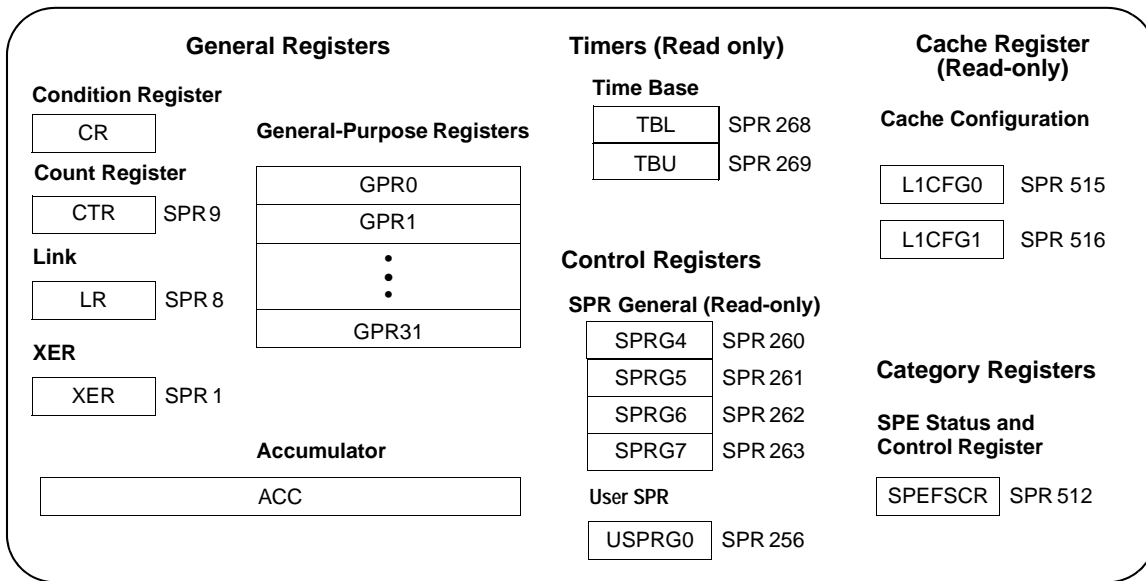 General Registers
Condition Register
CR
Count Register
CTR SPR 9
Link
LR SPR 8
XER
XER SPR 1
General-Purpose Registers
GPR0
GPR1
GPR31
Accumulator
ACC
Timers (Read only)
Time Base
TBL SPR 268
TBU SPR 269
Control Registers
SPR General (Read-only)
SPRG4 SPR 260
SPRG5 SPR 261
SPRG6 SPR 262
SPRG7 SPR 263
User SPR
USPRG0 SPR 256
Cache Register
(Read-only)
Cache Configuration
L1CFG0 SPR 515
L1CFG1 SPR 516
Category Registers
SPE Status and
Control Register
SPEFSCR SPR 512